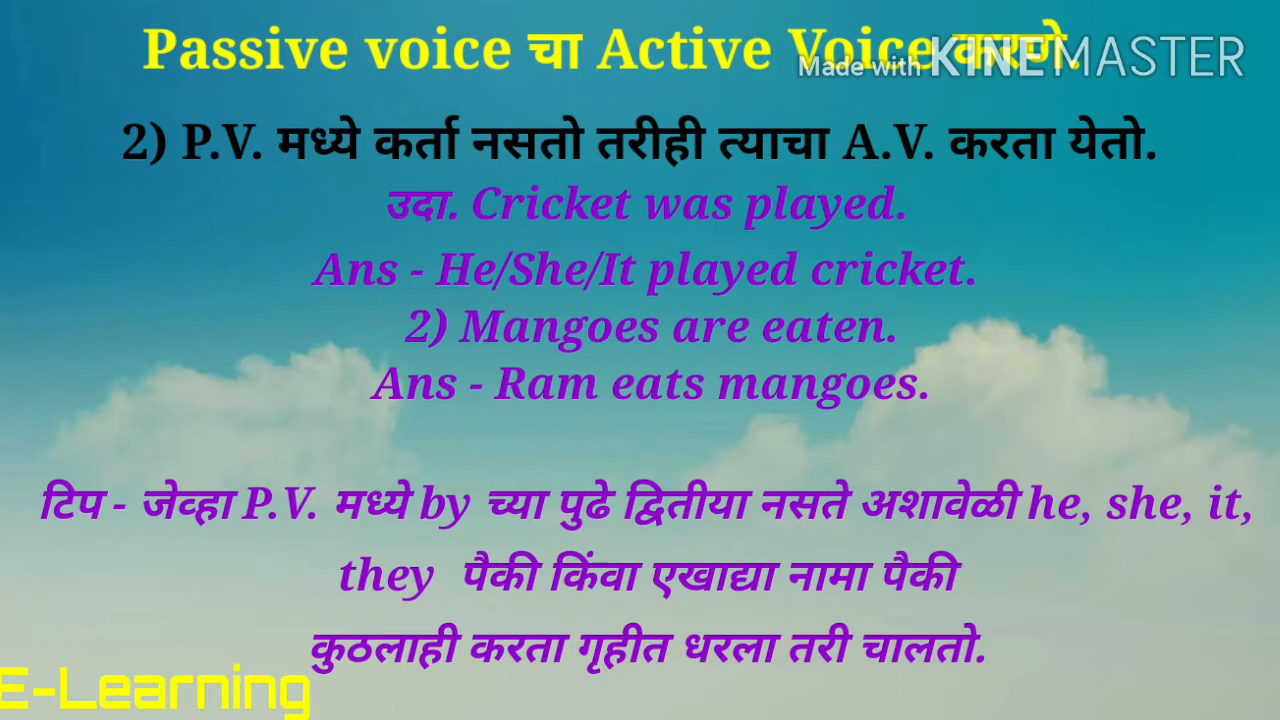 Passive voice चा Active Voice करणे.
Made with KINEMASTER
2) P.V. मध्ये कर्ता नसतो तरीही त्याचा A.V. करता येतो.
उदा. Cricket was played.
Ans - He/She/It played cricket.
2) Mangoes are eaten.
Ans - Ram eats mangoes.
टिप - जेव्हा P.V. मध्ये by च्या पुढे द्वितीया नसते अशावेळी he, she, it,
they पैकी किंवा एखाद्या नामा पैकी
कुठलाही करता गृहीत धरला तरी चालतो.
E-Learning